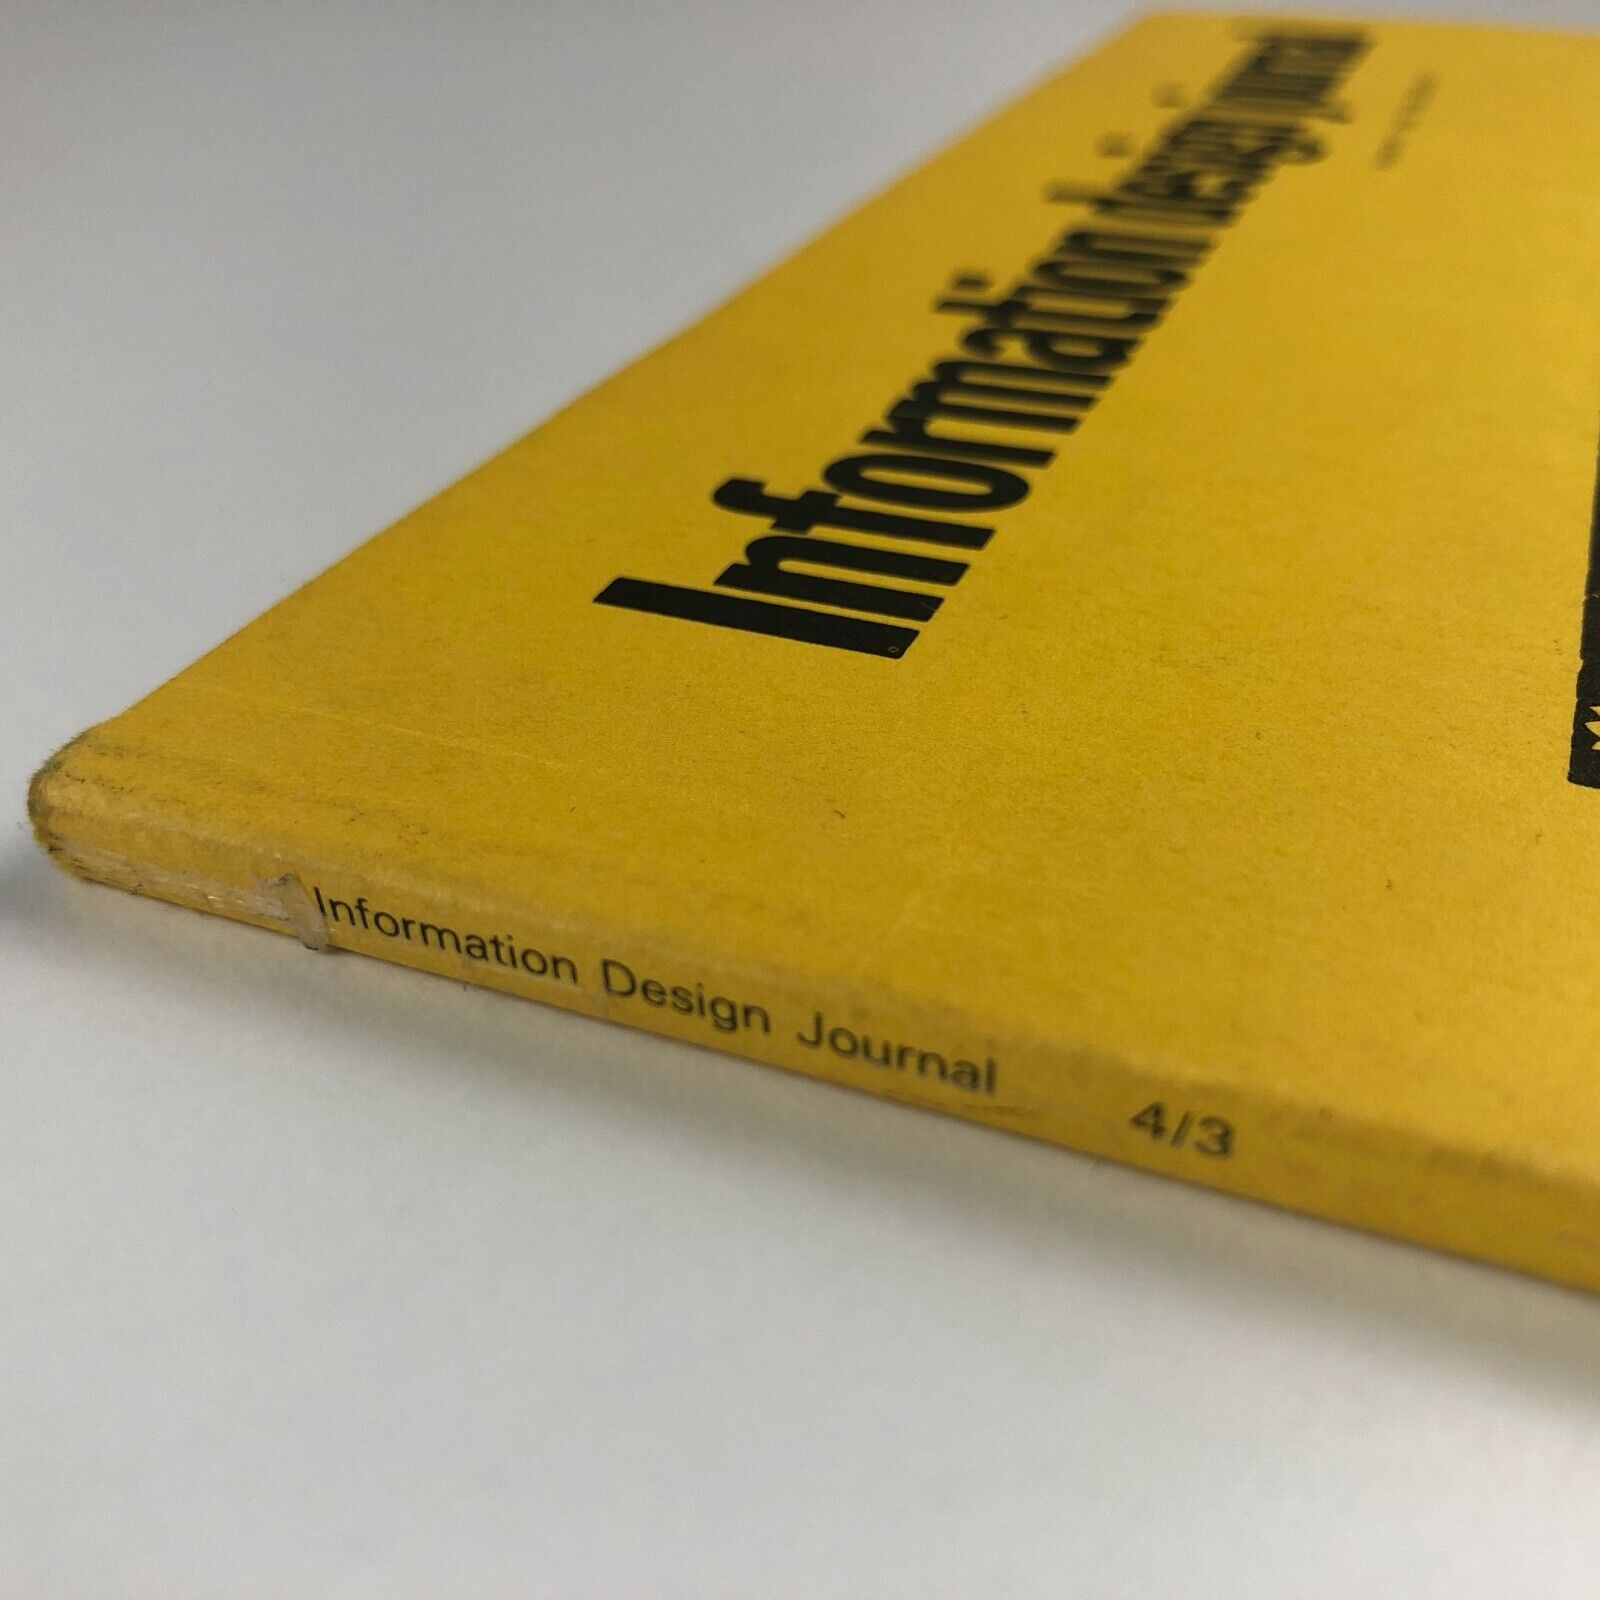 Information design journal
Information Design Journal 4/3